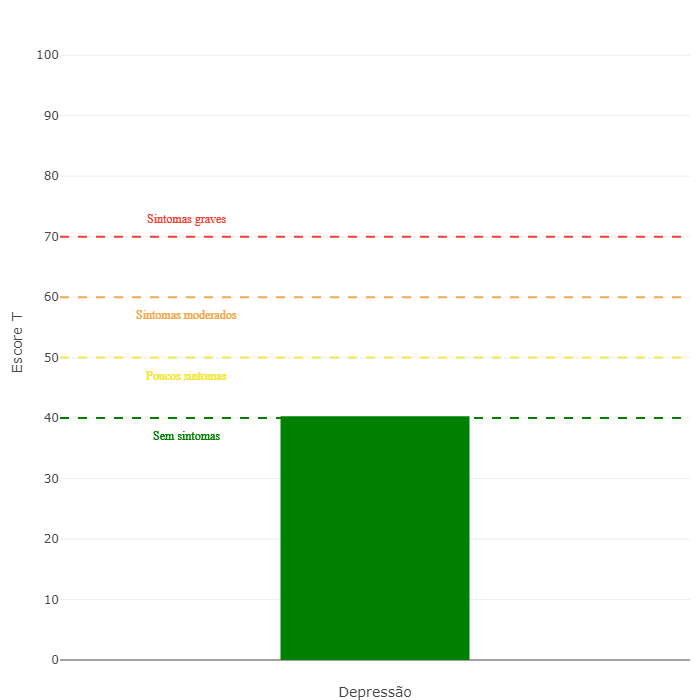 100
90
80
Sintomas graves
70
60
Sintomas moderados
50
Poucos sintomas
40
Sem sintomas
30
20
10
0
Escore T
Depressão